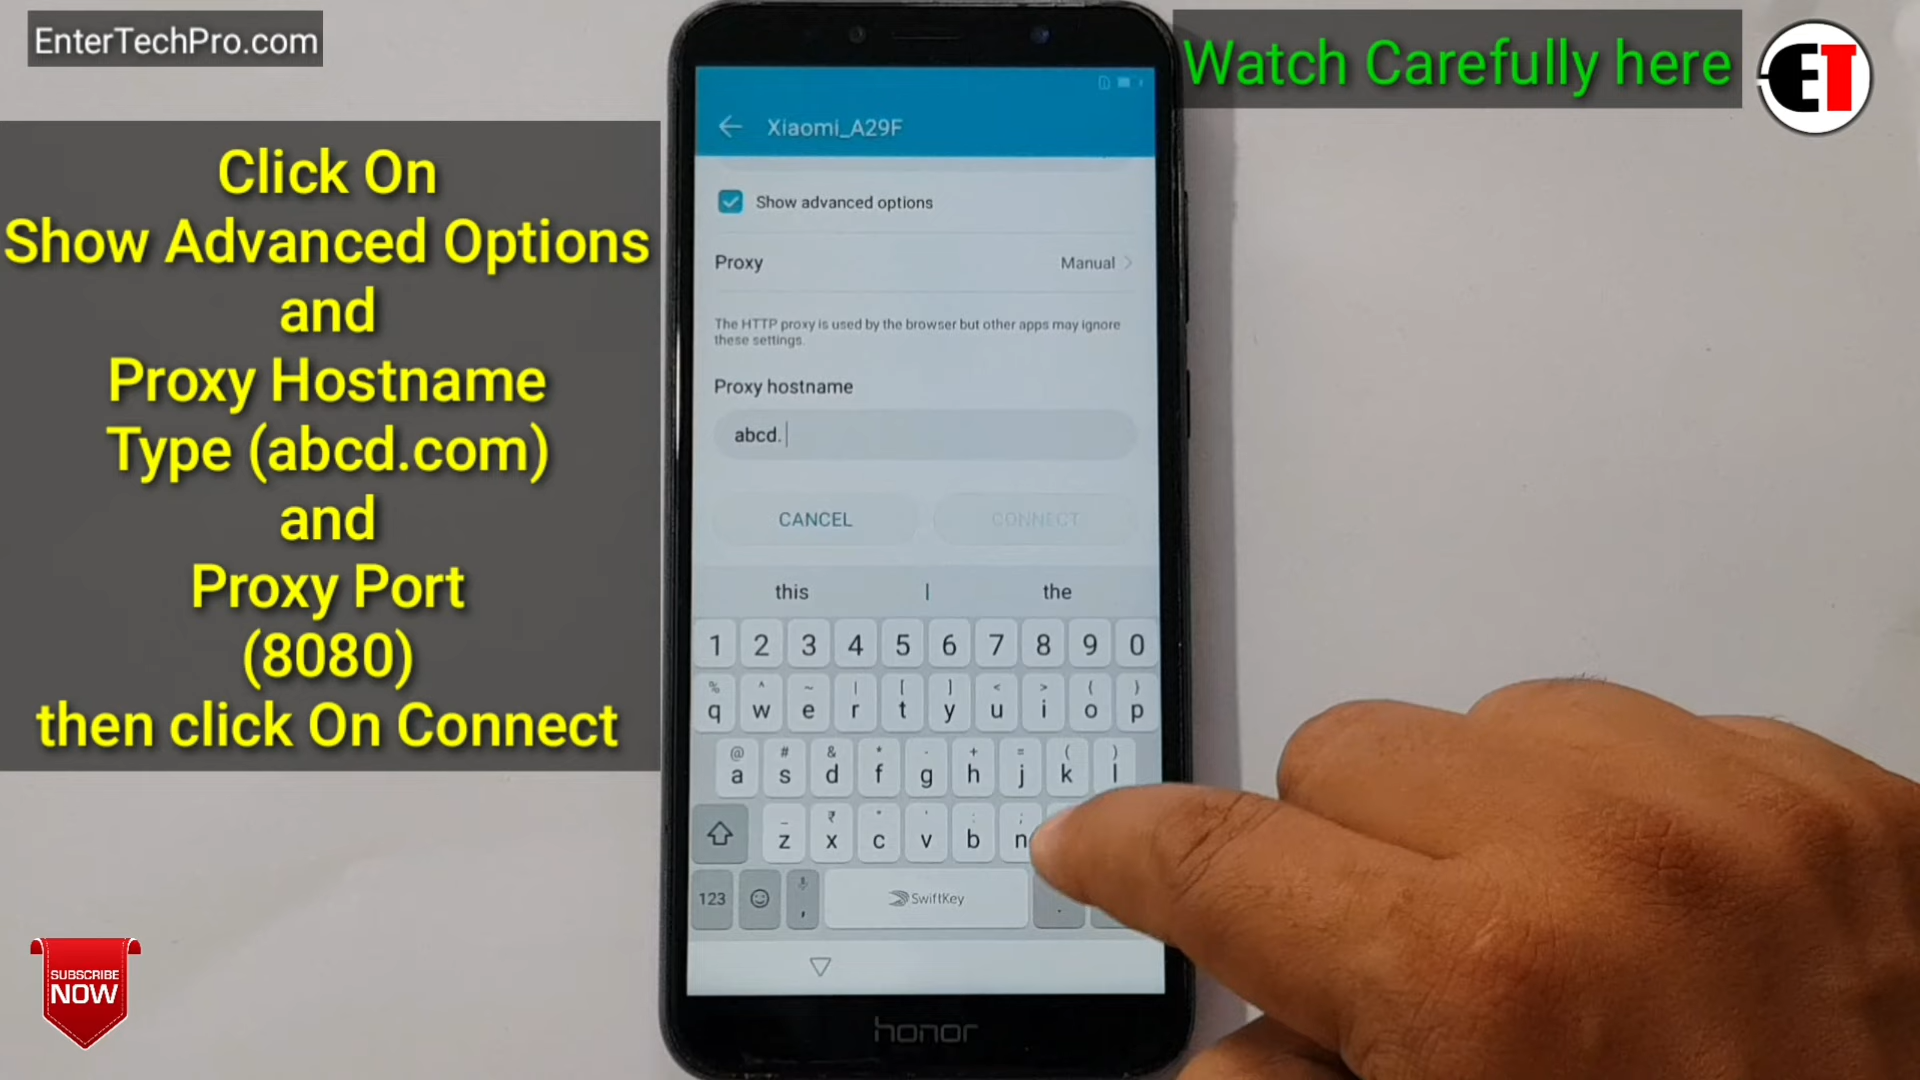 EnterTechPro.com
Watch Carefully here
ET
Click On
Show Advanced Options
and
Proxy Hostname
Type (abcd.com)
and
Proxy Port
(8080)
then click On Connect
SUBSCRIBE
NOW
Xiaomi_A29F
Show advanced options
Proxy Manual >
The HTTP proxy is used by the browser but other apps may ignore
these settings.
Proxy hostname
abcd.
CANCEL CONNECT
this I the
1 2 3 4 5 6 7 8 9 0
% ^ ~ | [ ] < > { }
q w e r t y u i o p
@ # & * - + = ( )
a s d f g h j k l
_ ₹ " ' : ;
z x c v b n
123 , SwiftKey .
honor